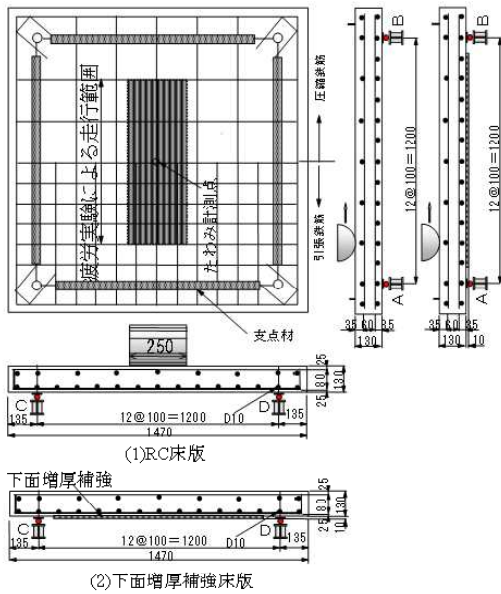 疲労実験による走行範囲
たわみ計測点
圧縮鉄筋
引張鉄筋
支点材
B
12@100=1200
A
35 60 35
130
B
12@100=1200
A
35 60 35
130 10
250
C
D
135
12@100=1200
D10
135
1470
25
80
25
130
(1)RC床版
下面増厚補強
C
D
135
12@100=1200
D10
135
1470
25
80
25
130
10
(2)下面増厚補強床版